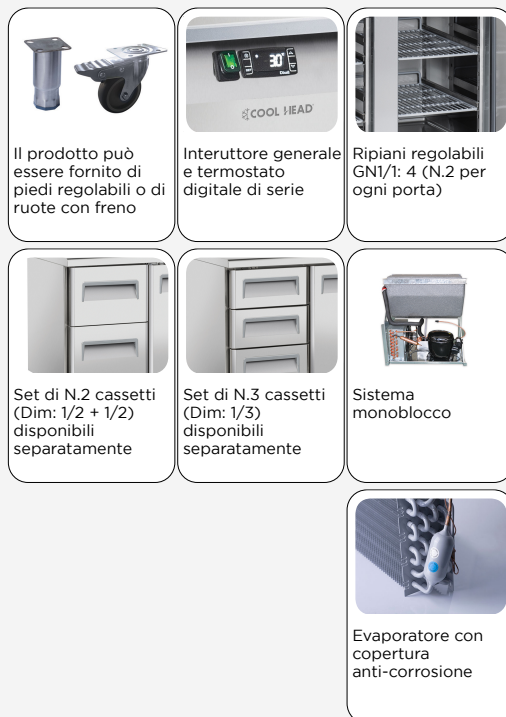 Il prodotto può
essere fornito di
piedi regolabili o di
ruote con freno
30°
COOL HEAD
Interuttore generale
e termostato
digitale di serie
Ripiani regolabili
GN1/1: 4 (N.2 per
ogni porta)
Set di N.2 cassetti
(Dim: 1/2 + 1/2)
disponibili
separatamente
Set di N.3 cassetti
(Dim: 1/3)
disponibili
separatamente
Sistema
monoblocco
Evaporatore con
copertura
anti-corrosione